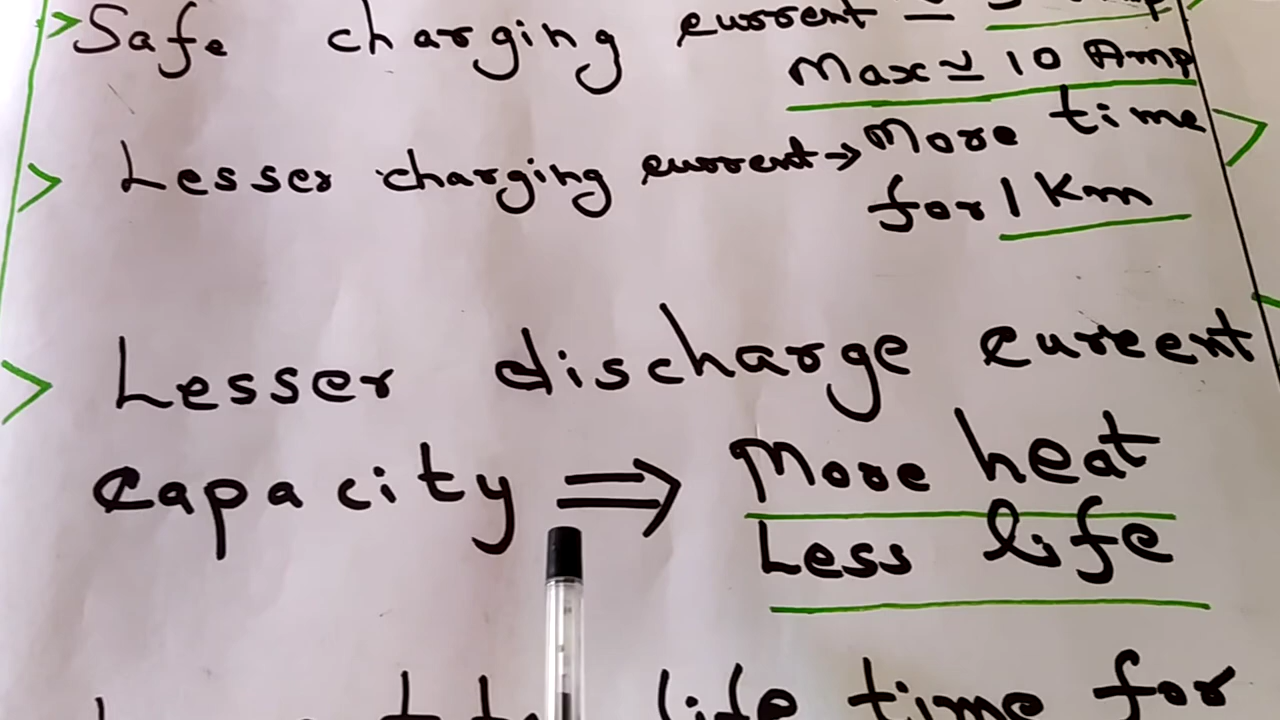 > Safe charging current =
Max ≃ 10 Amp
> Lesser charging current → More time
for 1 Km
> Lesser discharge current
capacity ⇒ More heat
Less life
life time for